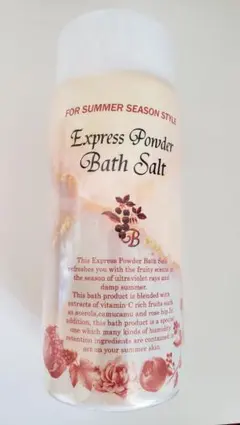 FOR SUMMER SEASON STYLE
Express Powder
Bath Salt
B
This Express Powder Bath Salt
refreshes you with the fruity scent in
the season of ultraviolet rays and
damp summer.
This bath product is blended with
extracts of vitamin C rich fruits such
as acerola, camucamu and rose hip. In
addition, this bath product is a special
one which many kinds of humidity
retention ingredients are contained to
care on your summer skin.